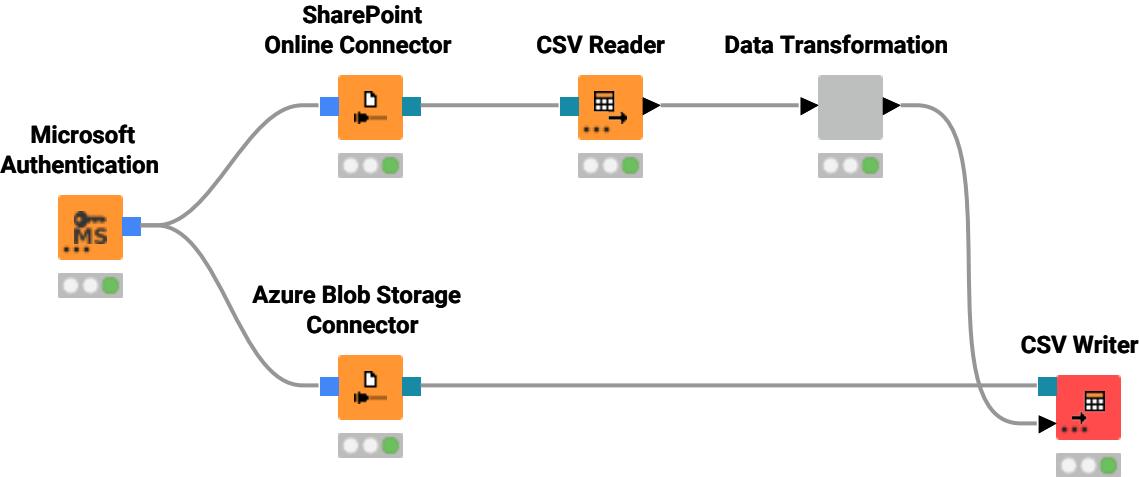 SharePoint
Online Connector
CSV Reader
Data Transformation
Microsoft
Authentication
MS
Azure Blob Storage
Connector
CSV Writer